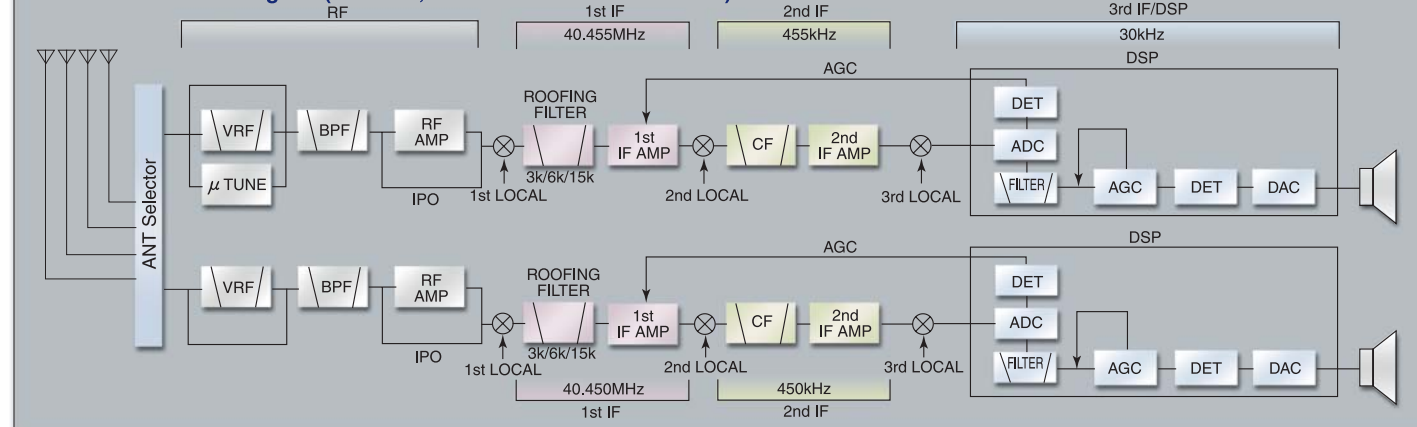 RF
1st IF
2nd IF
3rd IF/DSP
40.455MHz
455kHz
30kHz
DSP
AGC
ROOFING
FILTER
DET
VRF
BPF
RF
AMP
1st
IF AMP
CF
2nd
IF AMP
ADC
μ TUNE
3k/6k/15k
FILTER
AGC
DET
DAC
IPO
1st LOCAL
2nd LOCAL
3rd LOCAL
ANT Selector
AGC
DSP
ROOFING
FILTER
DET
VRF
BPF
RF
AMP
1st
IF AMP
CF
2nd
IF AMP
ADC
3k/6k/15k
FILTER
AGC
DET
DAC
IPO
1st LOCAL
2nd LOCAL
3rd LOCAL
40.450MHz
450kHz
1st IF
2nd IF